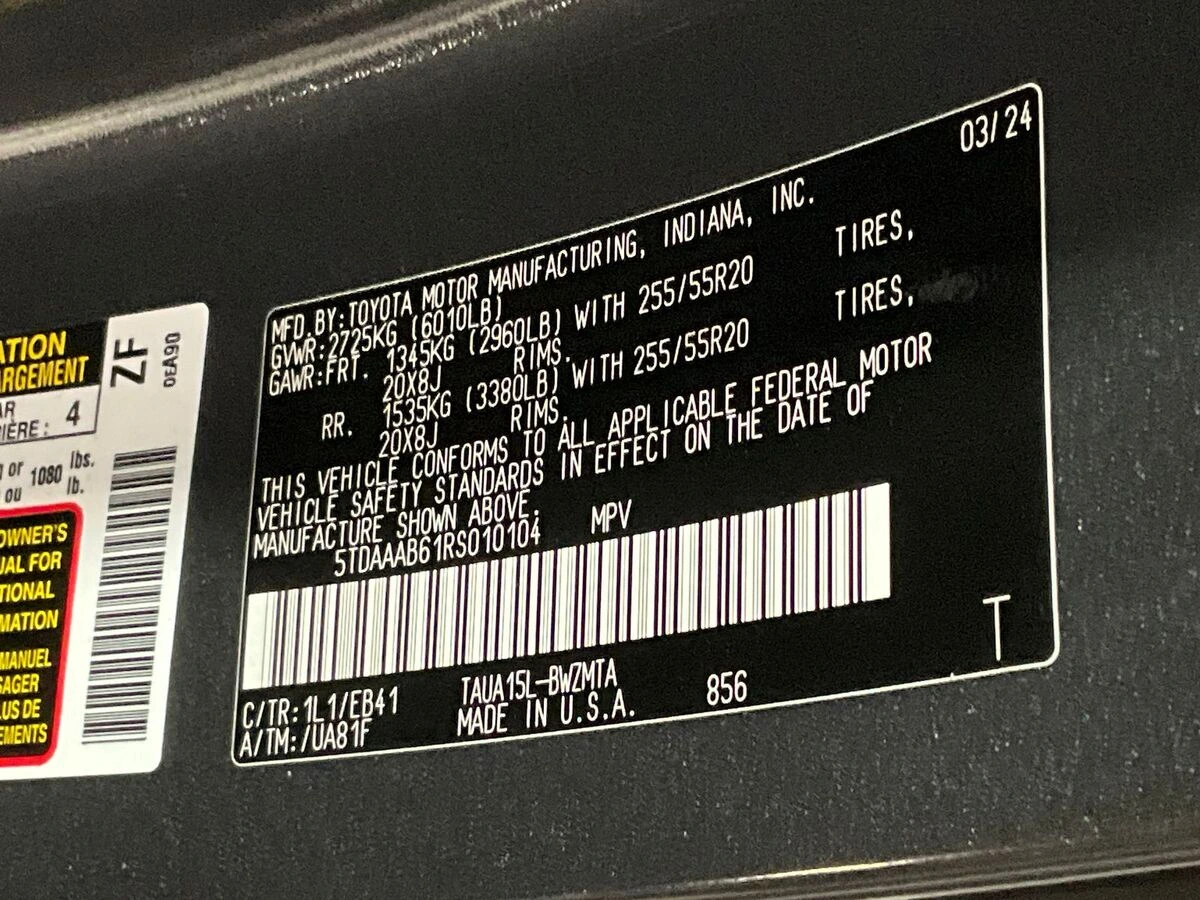 ATION
ARGEMENT
AR
IÈRE : 4
or 1080 lbs.
ou lb.
OWNER'S
UAL FOR
TIONAL
MATION
MANUEL
SAGER
LUS DE
EMENTS
ZF
0EA90
03/24
MFD.BY:TOYOTA MOTOR MANUFACTURING, INDIANA, INC.
GVWR:2725KG (6010LB)
GAWR:FRT. 1345KG (2960LB) WITH 255/55R20 TIRES,
20X8J RIMS.
RR. 1535KG (3380LB) WITH 255/55R20 TIRES,
20X8J RIMS.
THIS VEHICLE CONFORMS TO ALL APPLICABLE FEDERAL MOTOR
VEHICLE SAFETY STANDARDS IN EFFECT ON THE DATE OF
MANUFACTURE SHOWN ABOVE.
5TDAAAB61RS010104 MPV
C/TR:1L1/EB41 TAUA15L-BWZMTA 856 T
A/TM:/UA81F MADE IN U.S.A.